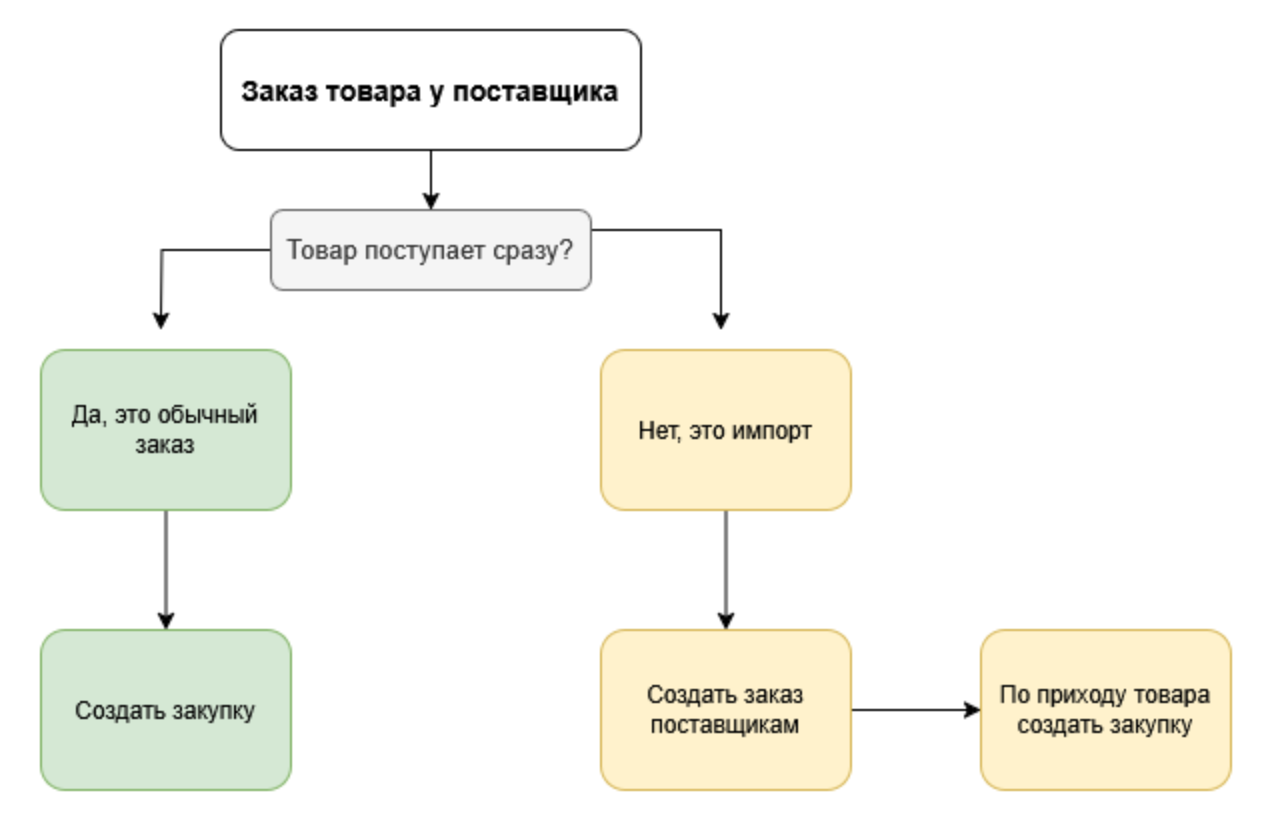 Заказ товара у поставщика
Товар поступает сразу?
Да, это обычный
заказ
Нет, это импорт
Создать закупку
Создать заказ
поставщикам
По приходу товара
создать закупку